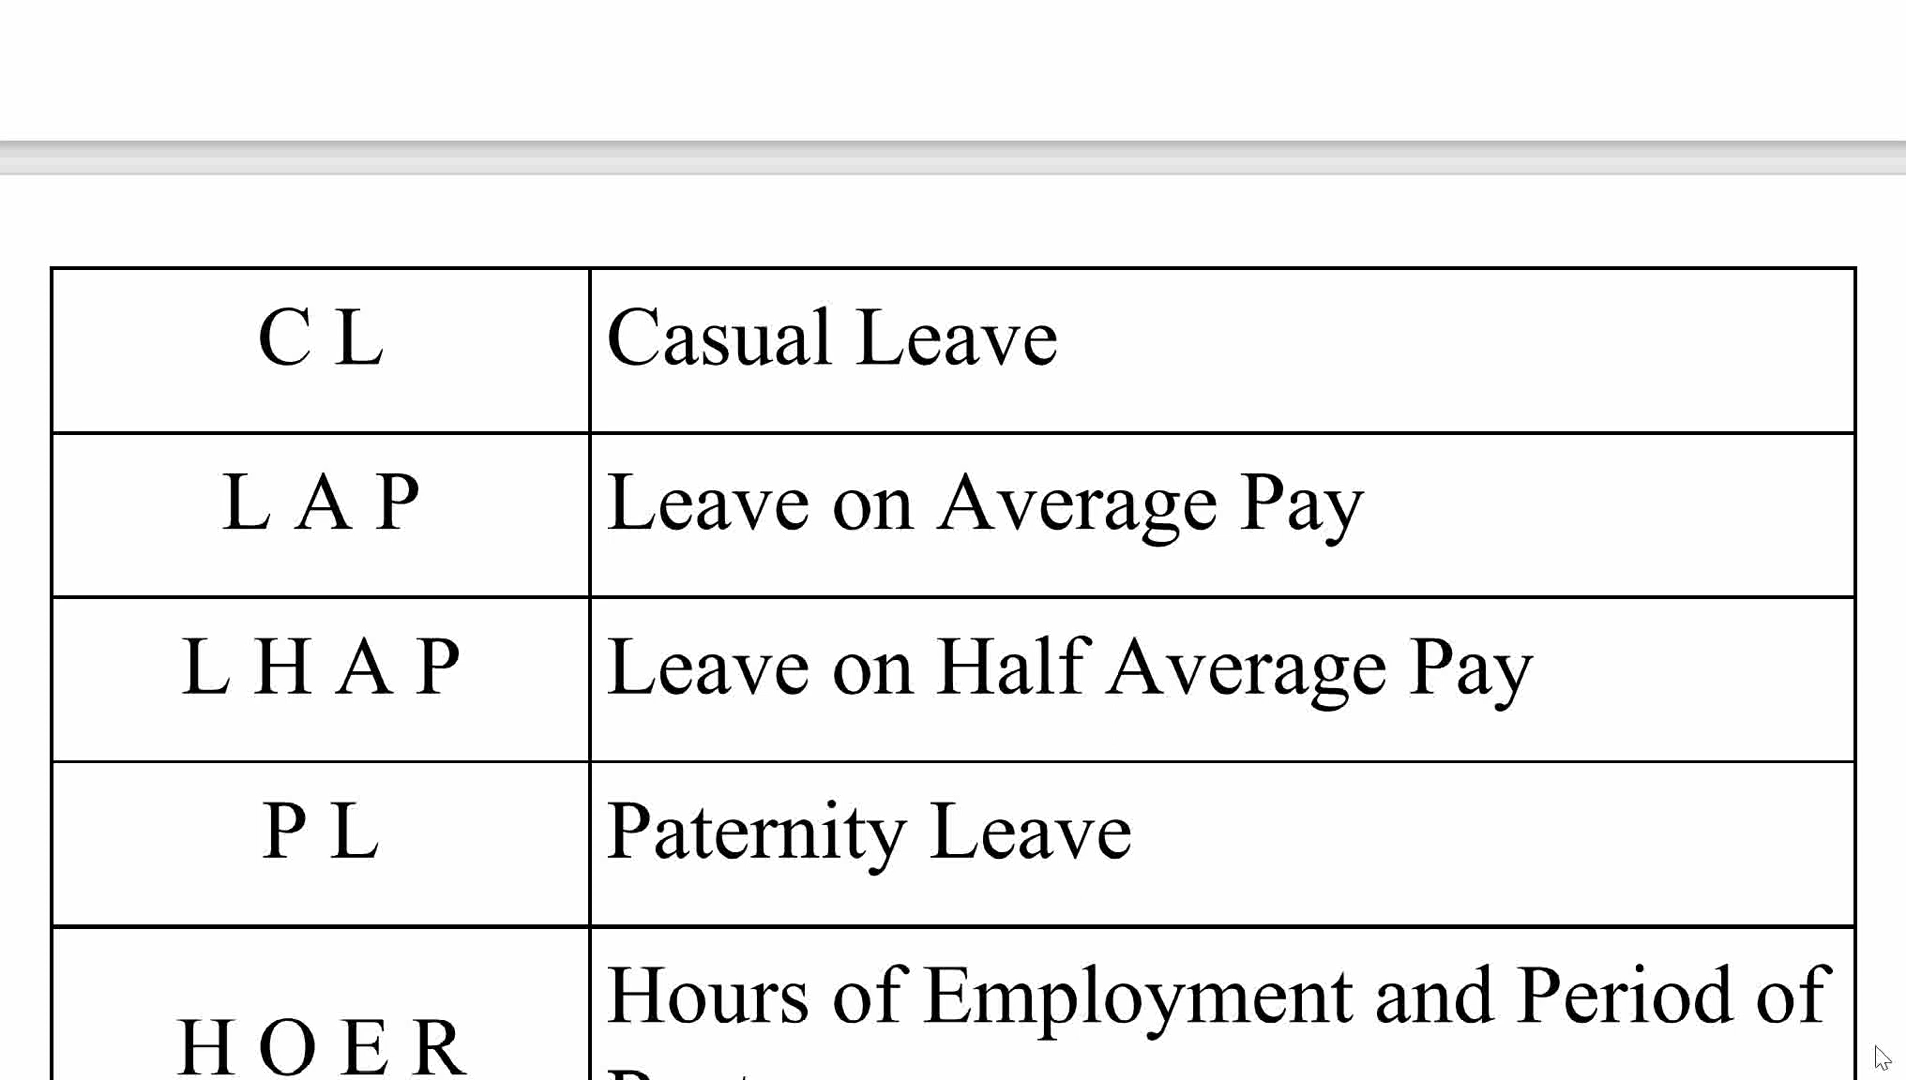 C L Casual Leave
L A P Leave on Average Pay
L H A P Leave on Half Average Pay
P L Paternity Leave
H O E R Hours of Employment and Period of